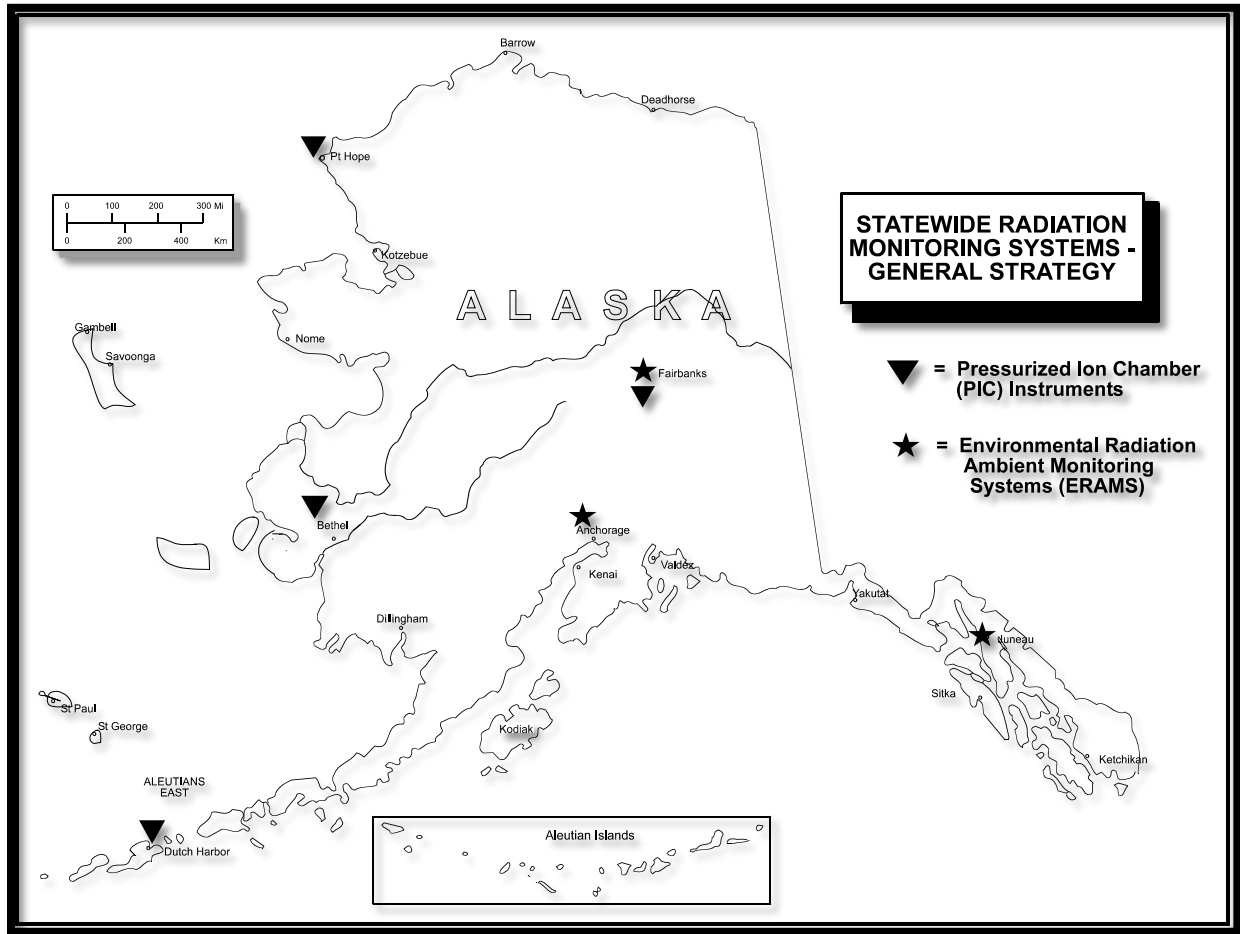 Barrow
Deadhorse
Pt Hope
0 100 200 300 Mi
0 200 400 Km
STATEWIDE RADIATION
MONITORING SYSTEMS -
GENERAL STRATEGY
Kotzebue
ALASKA
Gambell
Nome
Savoonga
Fairbanks
= Pressurized Ion Chamber
(PIC) Instruments
= Environmental Radiation
Ambient Monitoring
Systems (ERAMS)
Bethel
Anchorage
Valdez
Kenai
Yakutat
Dillingham
Juneau
Sitka
St Paul
St George
Kodiak
Ketchikan
ALEUTIANS
EAST
Dutch Harbor
Aleutian Islands